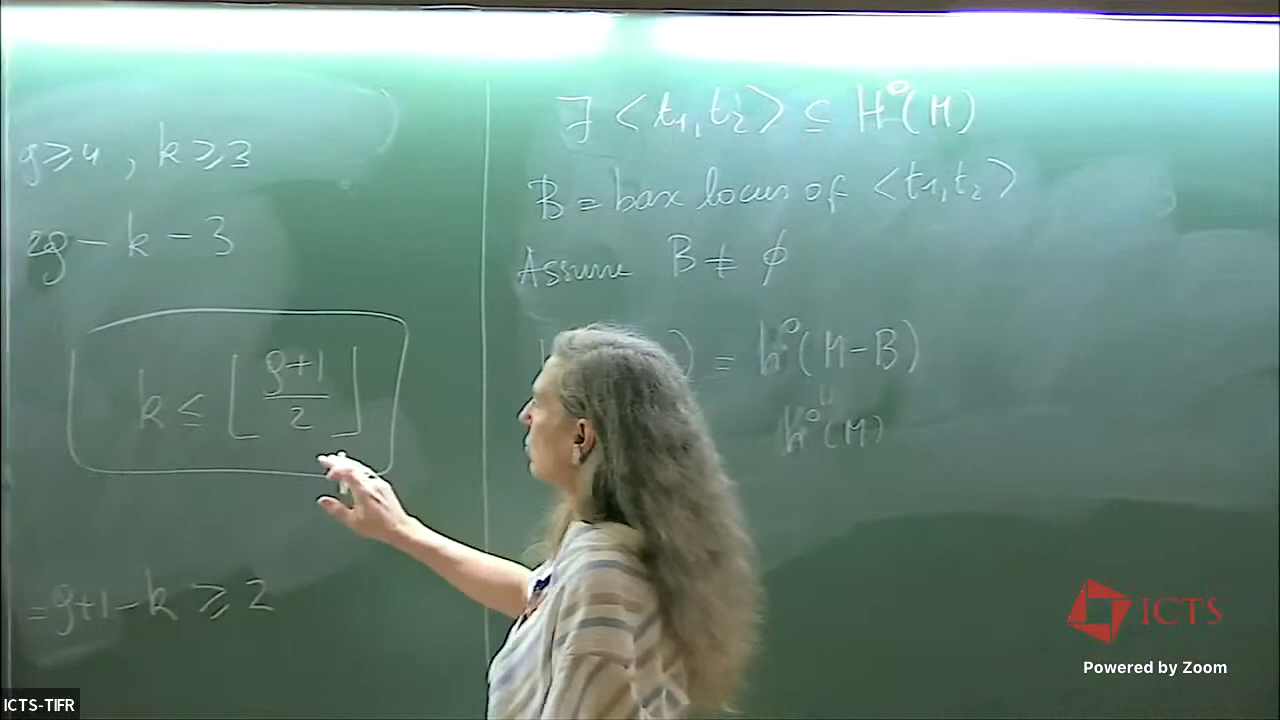 g ≥ 4 , k ≥ 3
2g − k − 3
k ≤ ⌊ g+1 / 2 ⌋
= g+1−k ≥ 2
∃ < t₁, t₂ > ⊆ H⁰(M)
B = base locus of < t₁, t₂ >
Assume B ≠ ∅
) = h⁰(M−B)
||
h⁰(M)
ICTS
Powered by Zoom
ICTS-TIFR